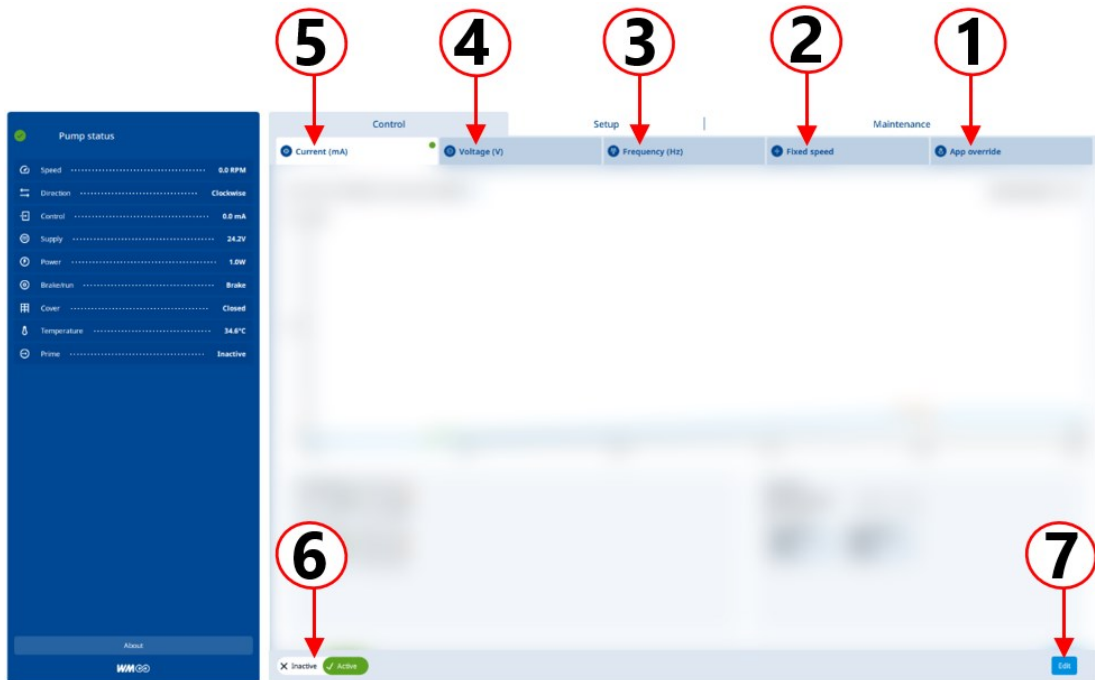 5 4 3 2 1
Pump status
Speed 0.0 RPM
Direction Clockwise
Control 0.0 mA
Supply 24.2V
Power 1.0W
Brake/run Brake
Cover Closed
Temperature 34.6°C
Prime Inactive
About
WM
Control Setup Maintenance
Current (mA) Voltage (V) Frequency (Hz) Fixed speed App override
6 7
Inactive Active Edit